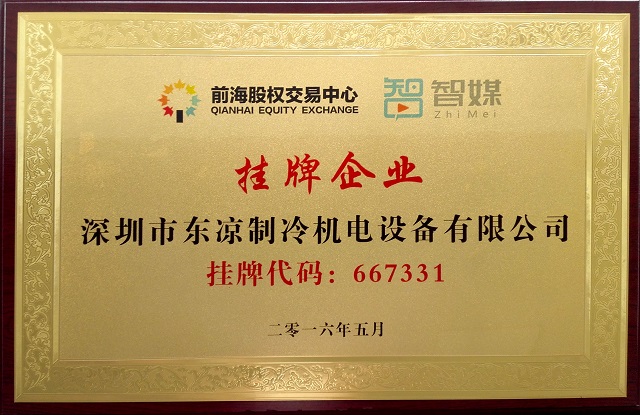 前海股权交易中心 智媒
QIANHAI EQUITY EXCHANGE ZhiMei
挂牌企业
深圳市东凉制冷机电设备有限公司
挂牌代码：667331
二零一六年五月